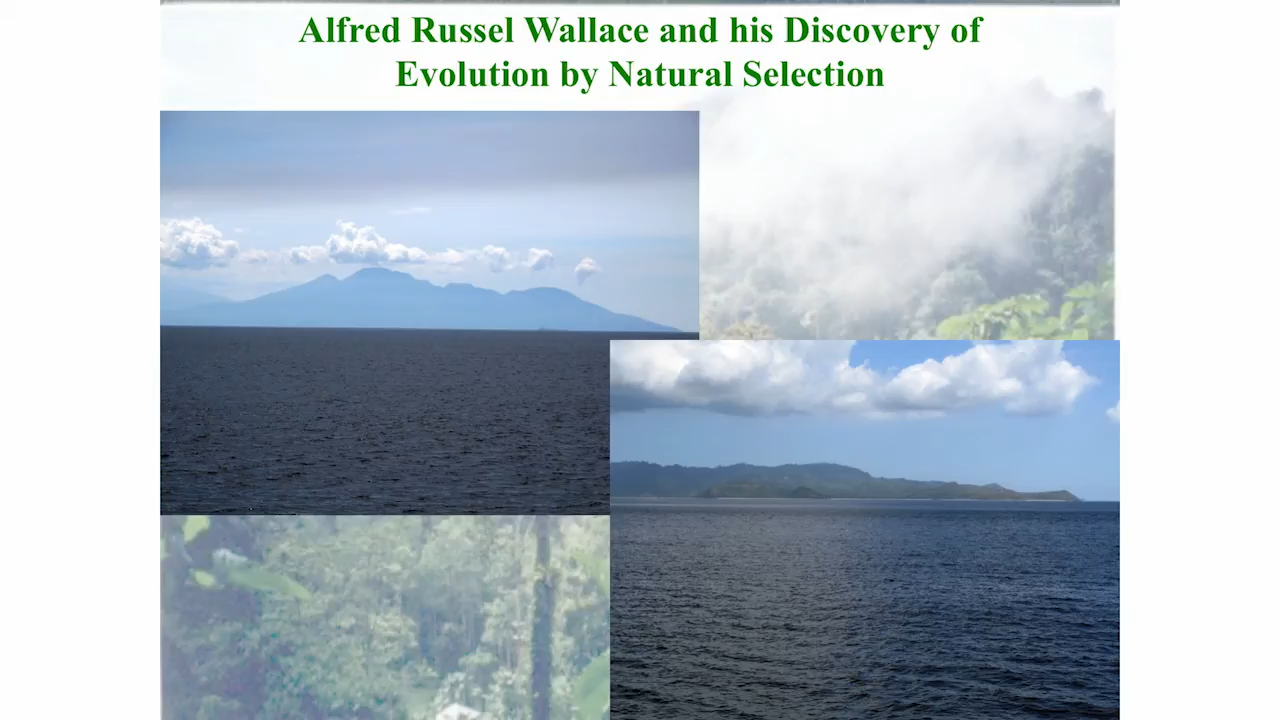 Alfred Russel Wallace and his Discovery of
Evolution by Natural Selection